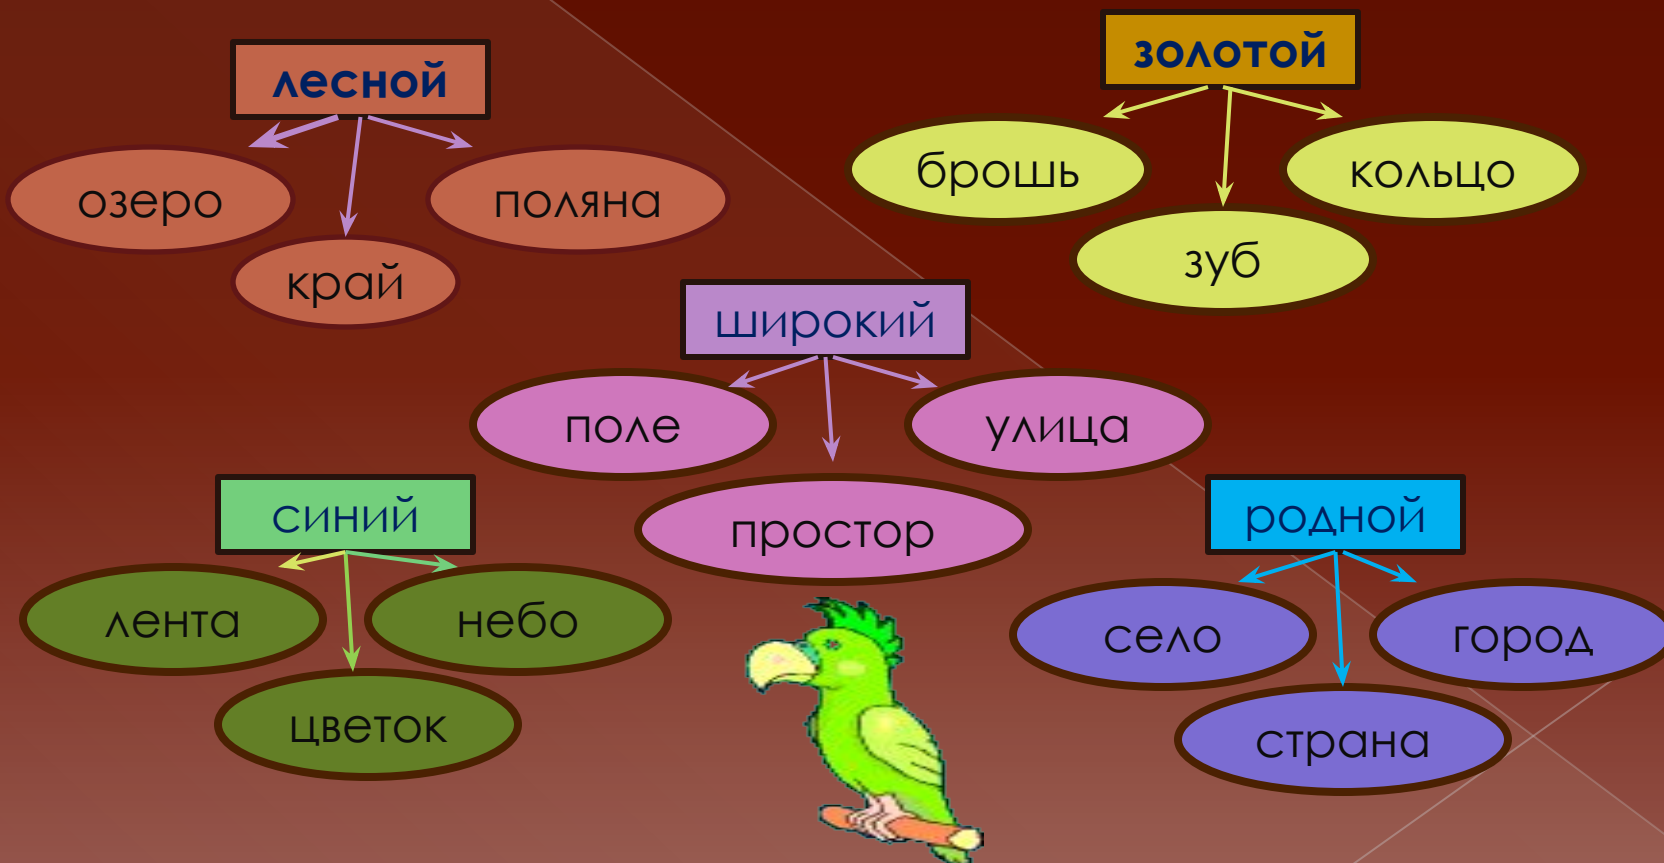 лесной
озеро
поляна
край
золотой
брошь
кольцо
зуб
широкий
поле
улица
простор
синий
лента
небо
цветок
родной
село
город
страна